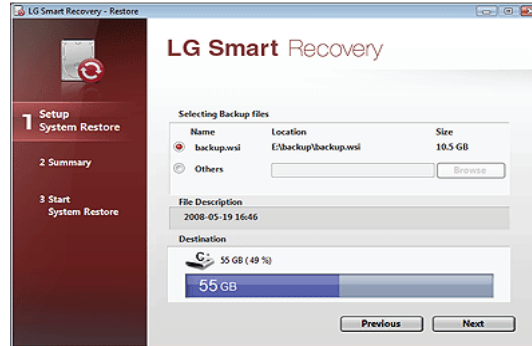 LG Smart Recovery - Restore
LG Smart Recovery
1 Setup
System Restore
2 Summary
3 Start
System Restore
Selecting Backup files
Name Location Size
backup.wsi E:\backup\backup.wsi 10.5 GB
Others Browse
File Description
2008-05-19 16:46
Destination
C: 55 GB ( 49 %)
55 GB
Previous Next